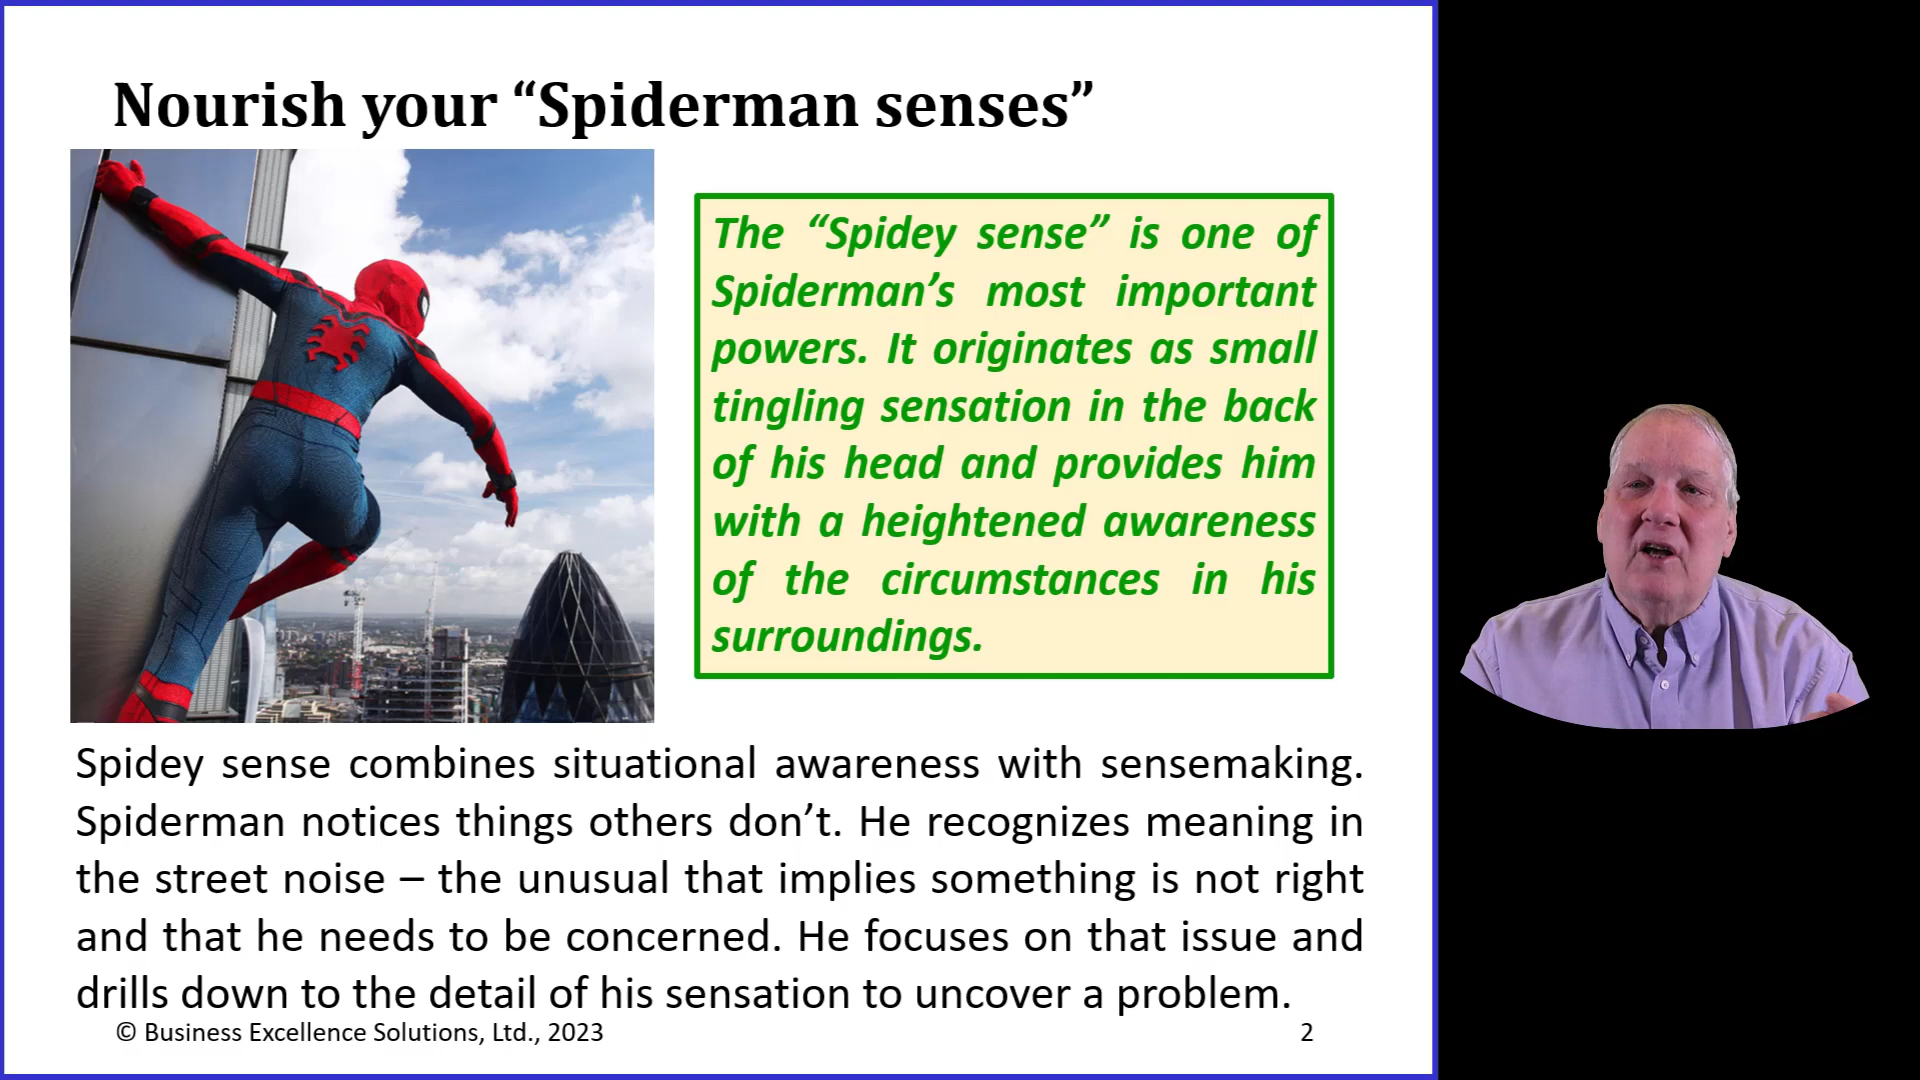 Nourish your “Spiderman senses”
The “Spidey sense” is one of
Spiderman’s most important
powers. It originates as small
tingling sensation in the back
of his head and provides him
with a heightened awareness
of the circumstances in his
surroundings.
Spidey sense combines situational awareness with sensemaking.
Spiderman notices things others don’t. He recognizes meaning in
the street noise – the unusual that implies something is not right
and that he needs to be concerned. He focuses on that issue and
drills down to the detail of his sensation to uncover a problem.
© Business Excellence Solutions, Ltd., 2023
2